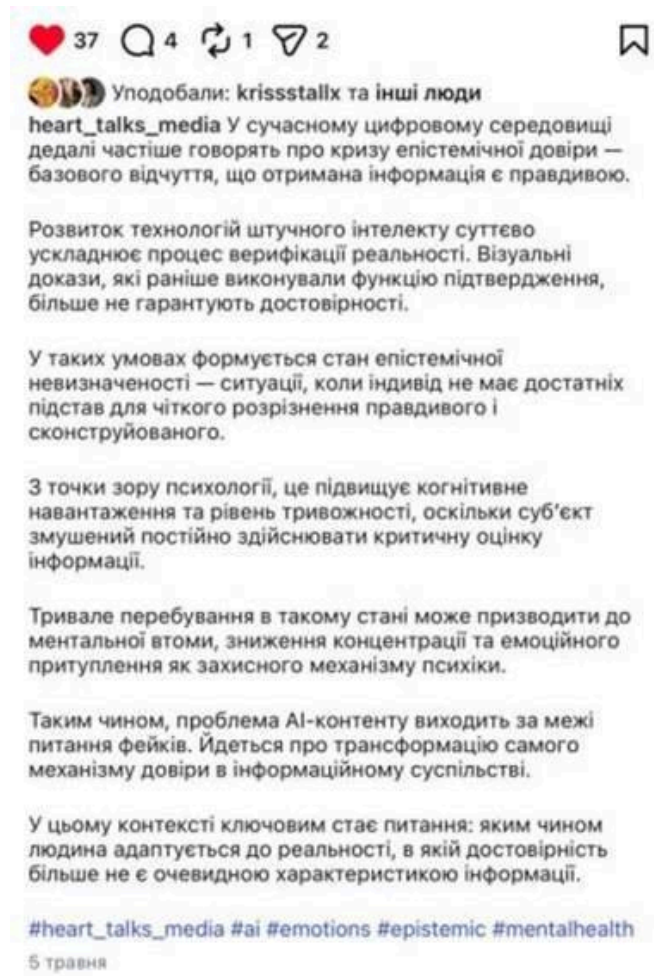 37 4 1 2
Уподобали: krissstallx та інші люди
heart_talks_media У сучасному цифровому середовищі
дедалі частіше говорять про кризу епістемічної довіри —
базового відчуття, що отримана інформація є правдивою.
Розвиток технологій штучного інтелекту суттєво
ускладнює процес верифікації реальності. Візуальні
докази, які раніше виконували функцію підтвердження,
більше не гарантують достовірності.
У таких умовах формується стан епістемічної
невизначеності — ситуації, коли індивід не має достатніх
підстав для чіткого розрізнення правдивого і
сконструйованого.
З точки зору психології, це підвищує когнітивне
навантаження та рівень тривожності, оскільки суб'єкт
змушений постійно здійснювати критичну оцінку
інформації.
Тривале перебування в такому стані може призводити до
ментальної втоми, зниження концентрації та емоційного
притуплення як захисного механізму психіки.
Таким чином, проблема AI-контенту виходить за межі
питання фейків. Йдеться про трансформацію самого
механізму довіри в інформаційному суспільстві.
У цьому контексті ключовим стає питання: яким чином
людина адаптується до реальності, в якій достовірність
більше не є очевидною характеристикою інформації.
#heart_talks_media #ai #emotions #epistemic #mentalhealth
5 травня